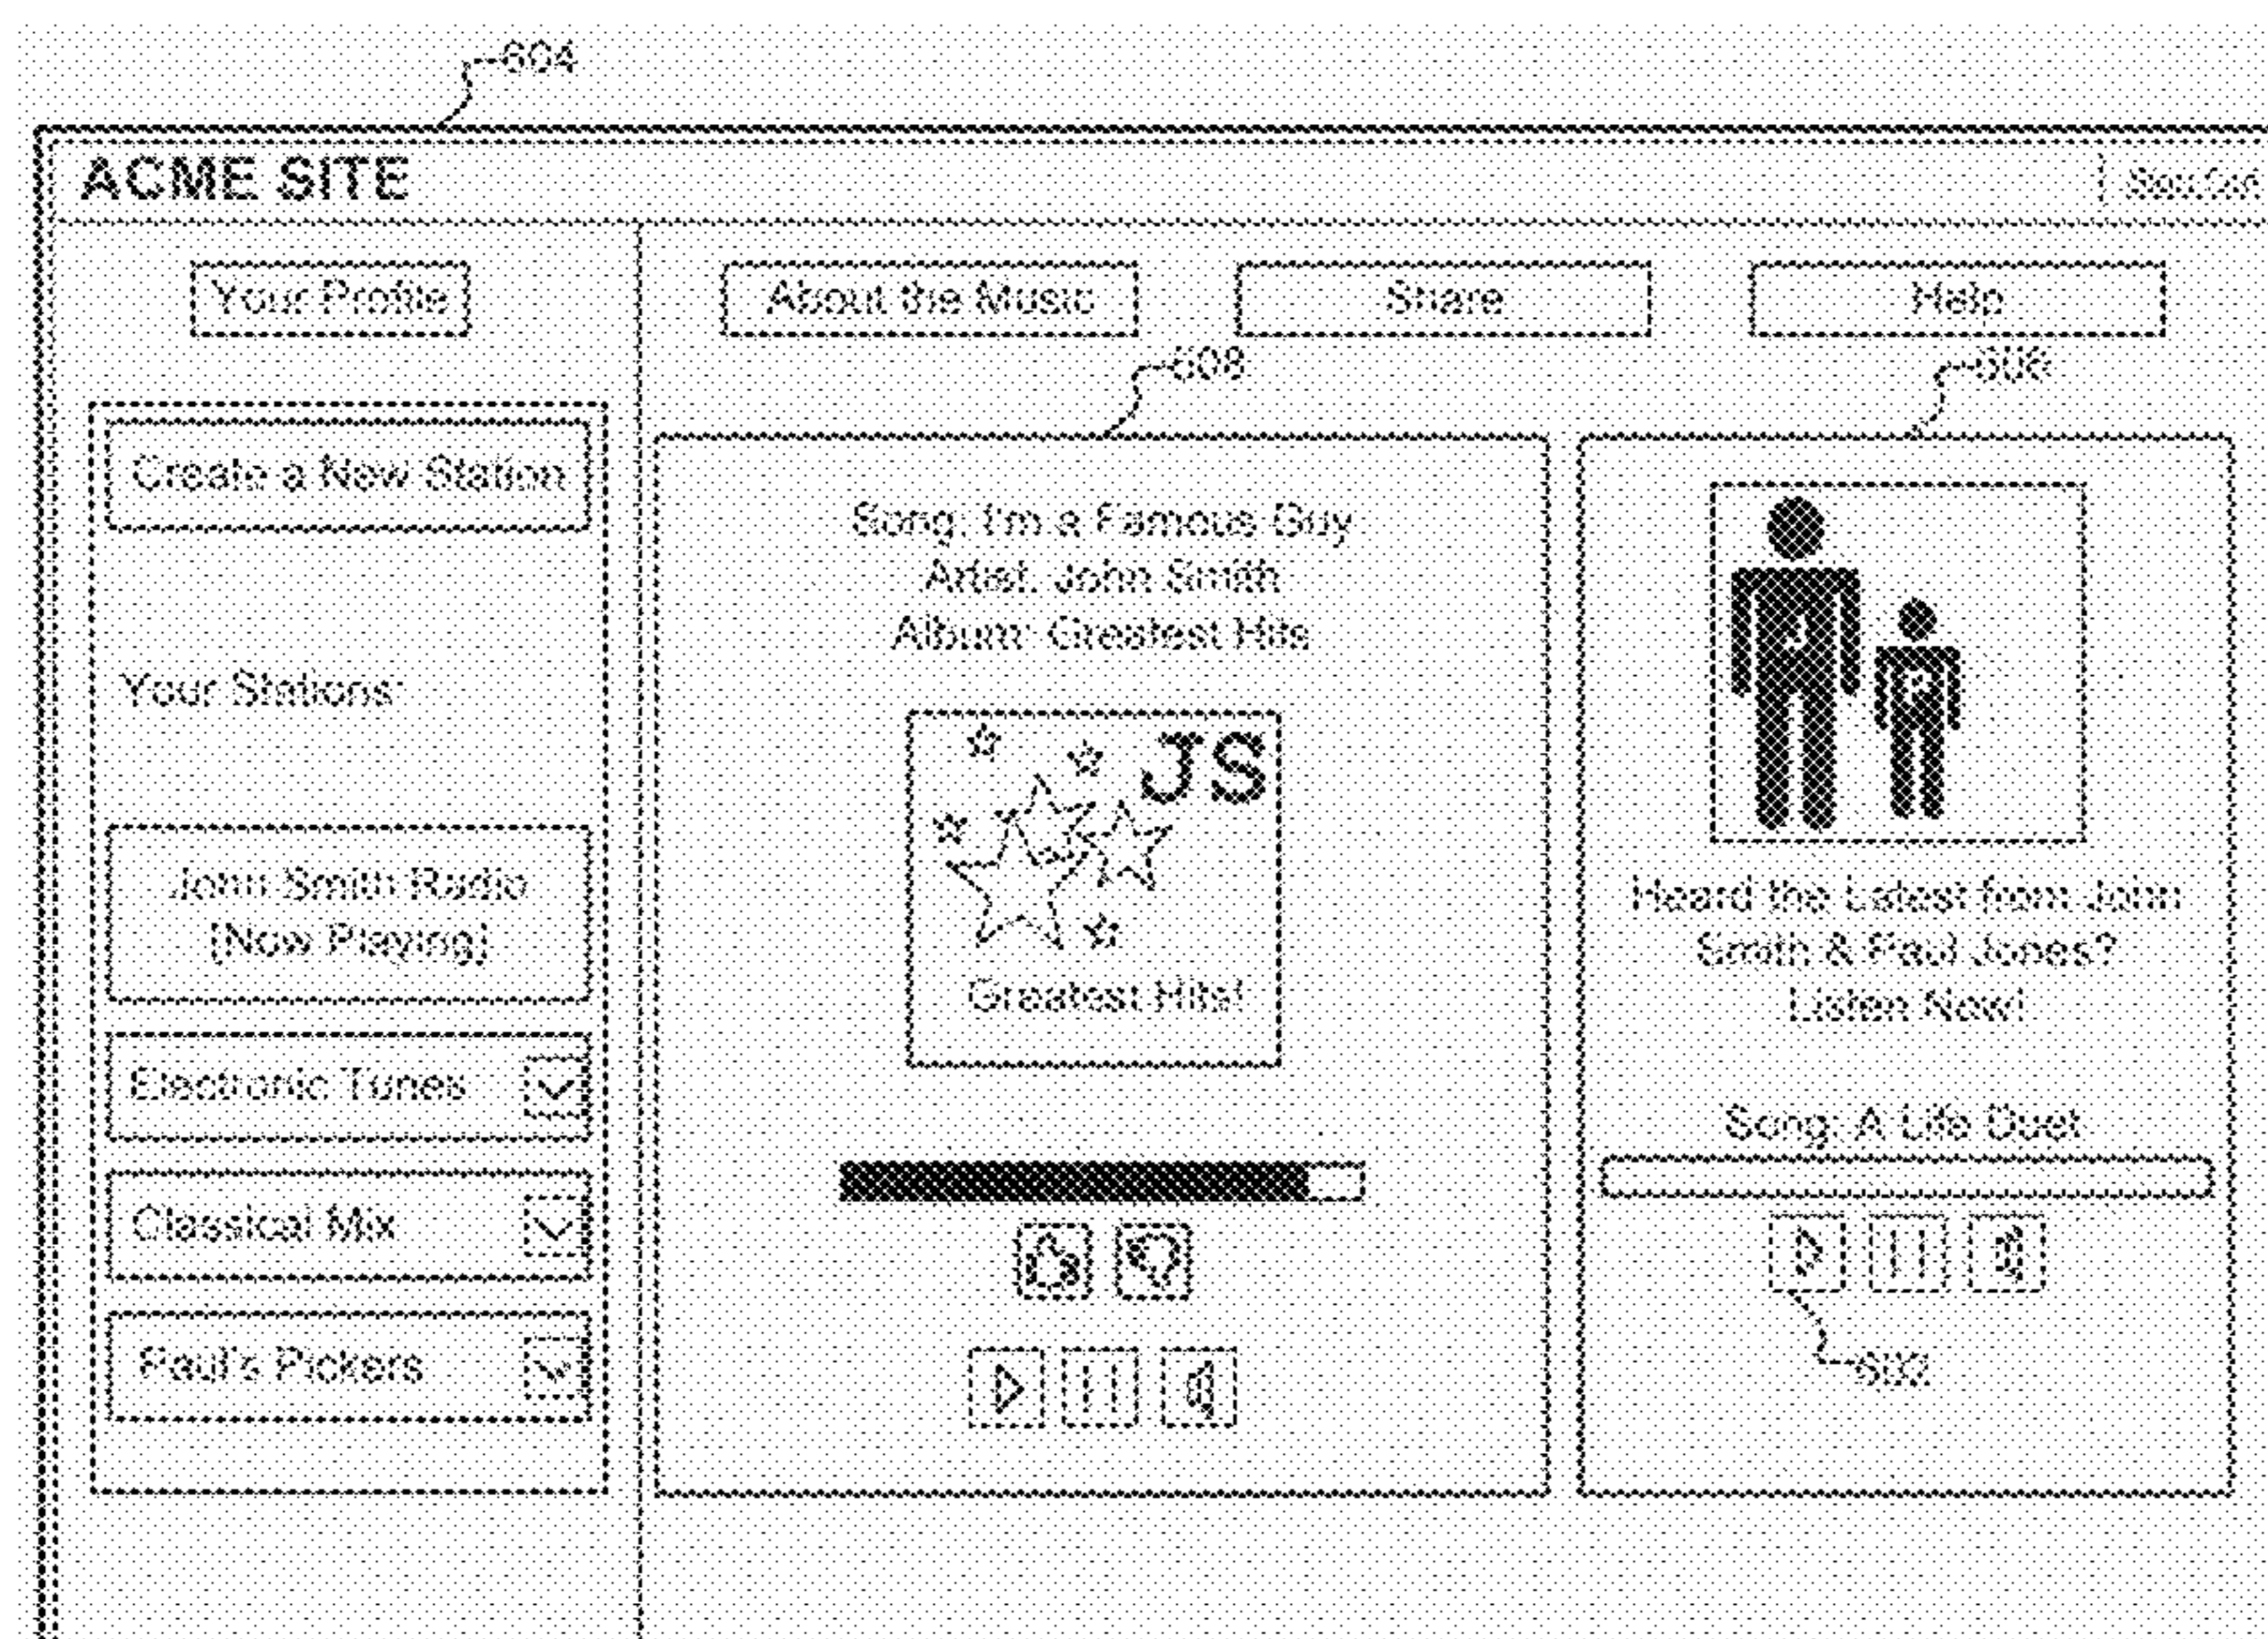 604
ACME SITE
Your Profile
About the Music
Share
Help
608
Create a New Station
Your Stations:
John Smith Radio
[Now Playing]
Electronic Tunes
Classical Mix
Paul's Pickers
Song: I'm a Famous Guy
Artist: John Smith
Album: Greatest Hits
JS
Greatest Hits!
J
P
Heard the Latest from John
Smith & Paul Jones?
Listen Now!
Song: A Life Duet
602